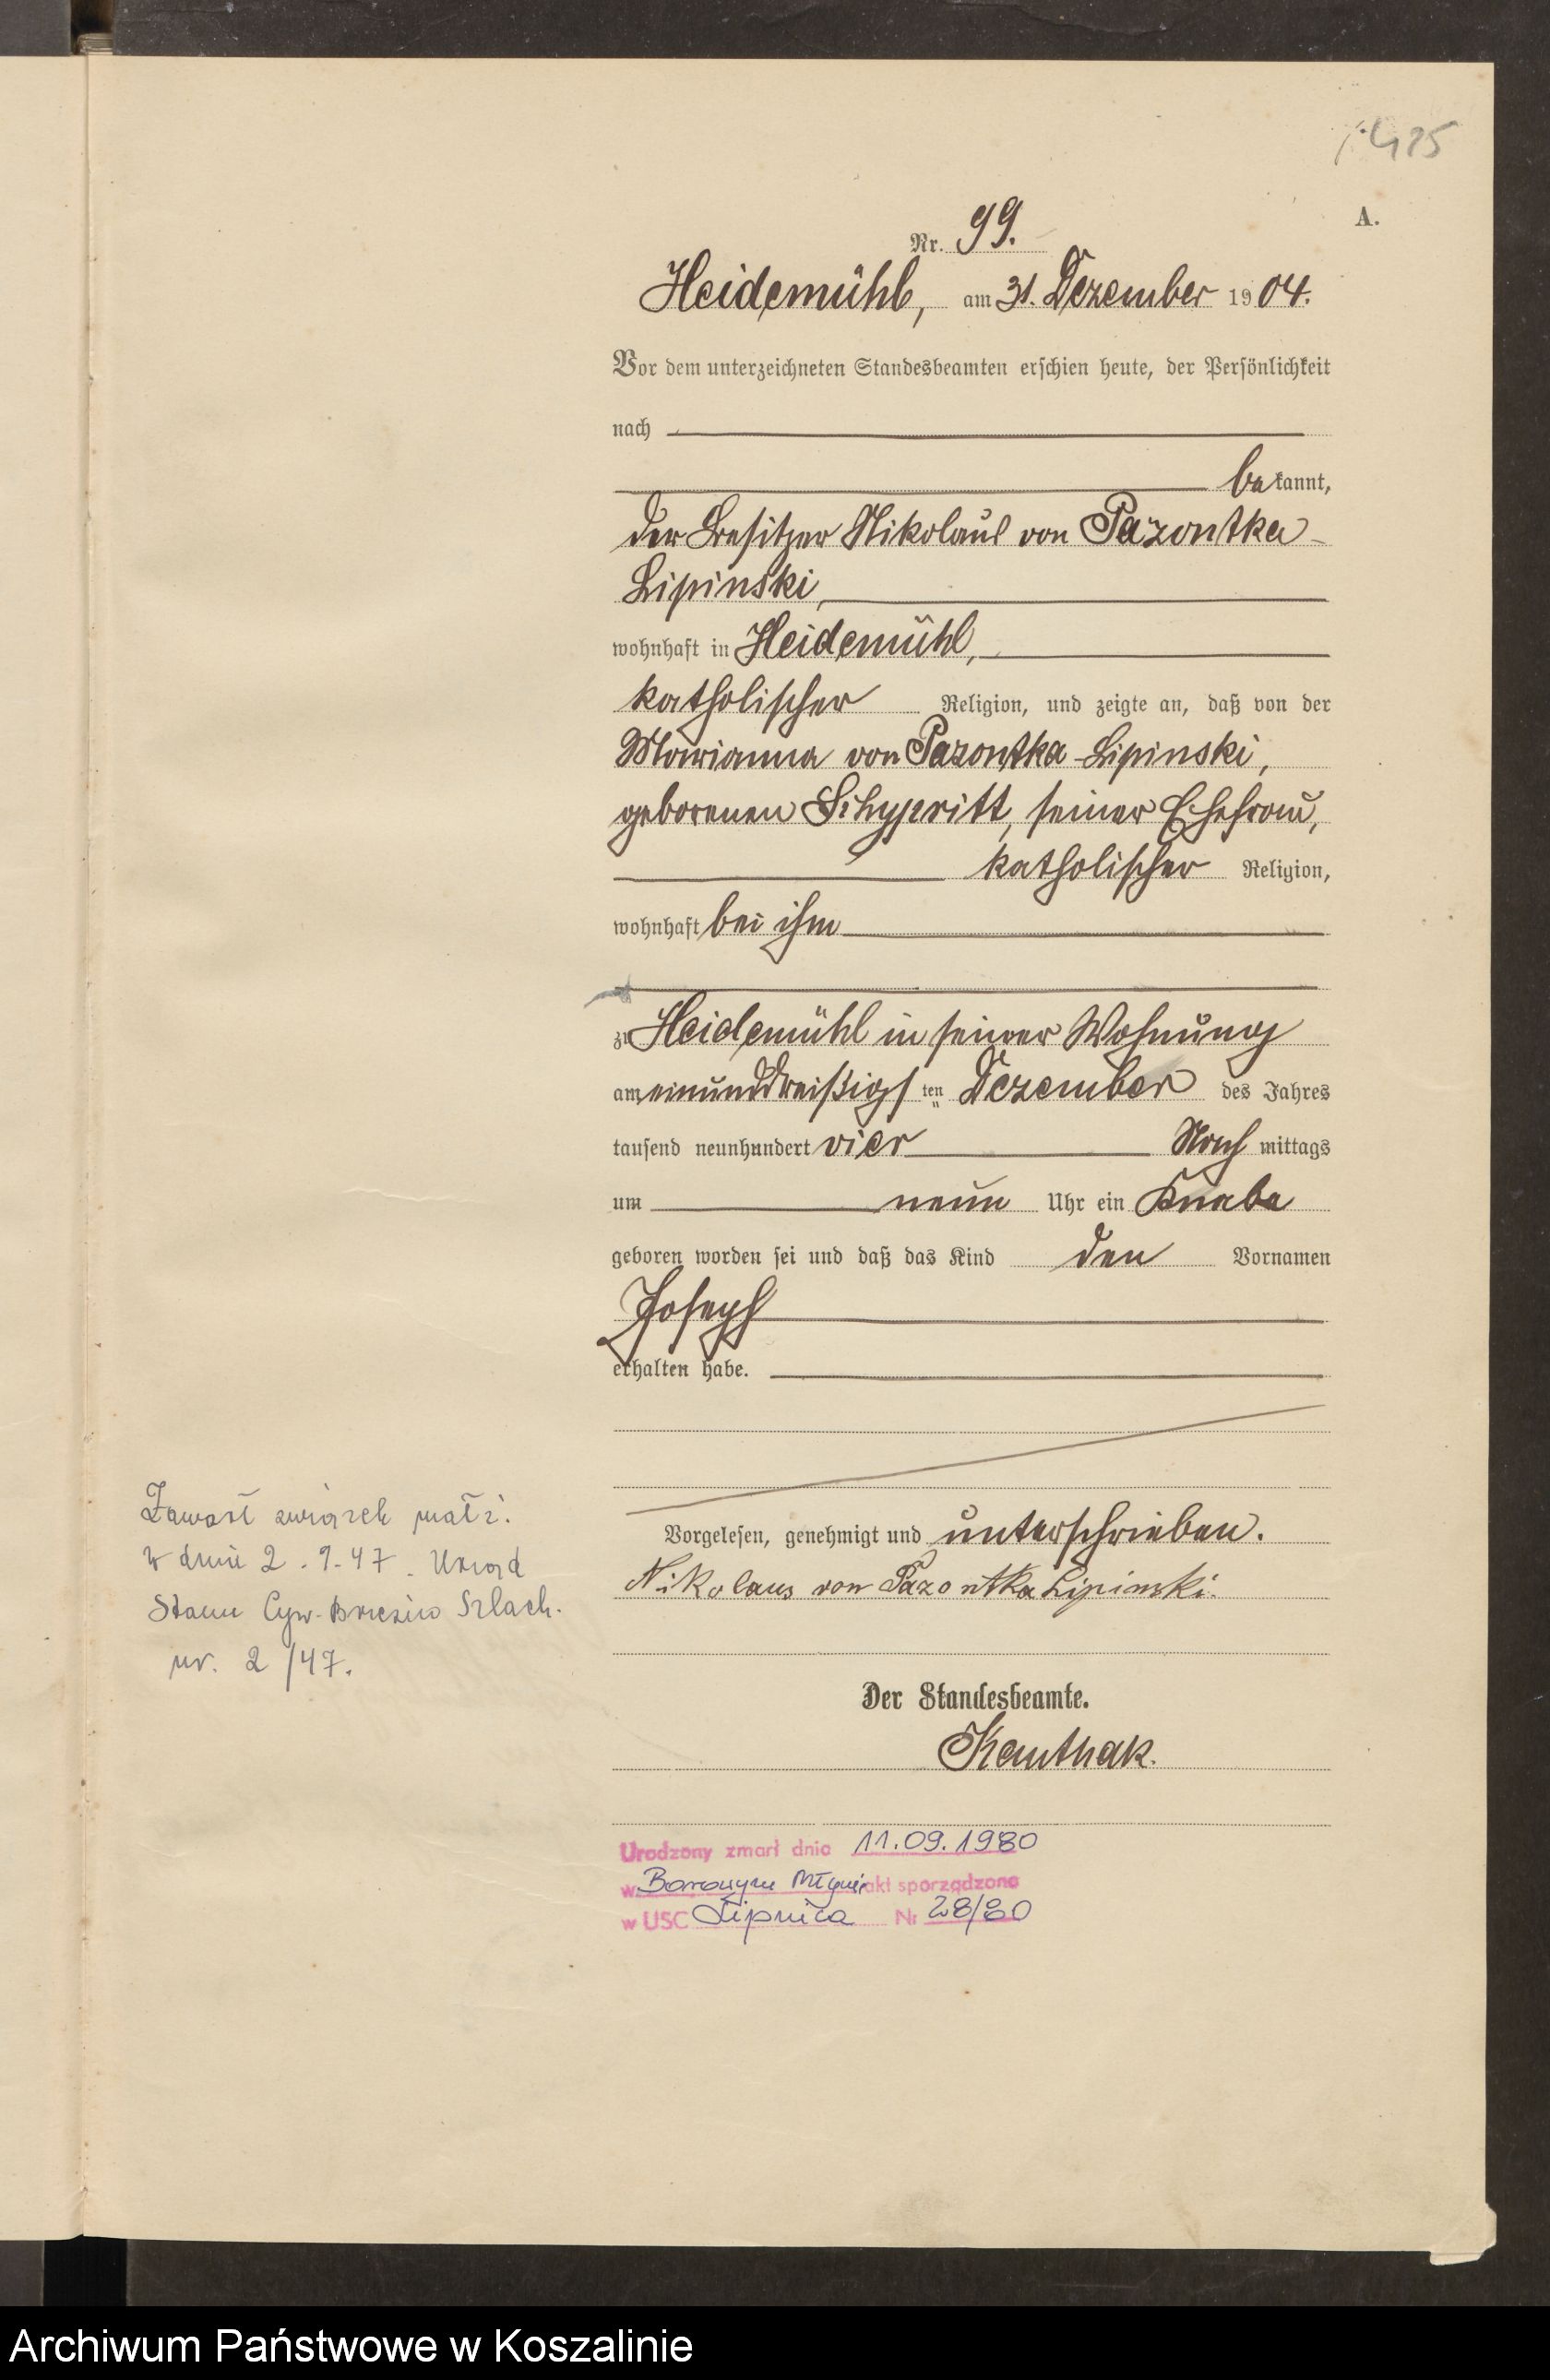 425
A.
Nr. 99.
Heidemühl, am 31. Dezember 1904.
Vor dem unterzeichneten Standesbeamten erschien heute, der Persönlichkeit
nach
bekannt,
der Besitzer Nikolaus von Pazontka-
Lipinski,
wohnhaft in Heidemühl,
katholischer Religion, und zeigte an, daß von der
Marianna von Pazontka-Lipinski,
geborenen seiner Ehefrau,
katholischer Religion,
wohnhaft bei ihm
zu Heidemühl in seiner Wohnung
am einunddreißigsten Dezember des Jahres
tausend neunhundert vier Nachmittags
um neun Uhr ein Knabe
geboren worden sei und daß das Kind den Vornamen
Joseph
erhalten habe.
Zawarł związek małż.
w dniu 2.9.47. Urząd
Stanu Cyw. Brzeźno Szlach.
nr. 2/47.
Vorgelesen, genehmigt und unterschrieben.
Nikolaus von Pazontka Lipinski.
Der Standesbeamte.
Urodzony zmarł dnia 11.09.1980
w Borowym Młynie akt sporządzono
w USC Lipnica Nr 28/80
Archiwum Państwowe w Koszalinie